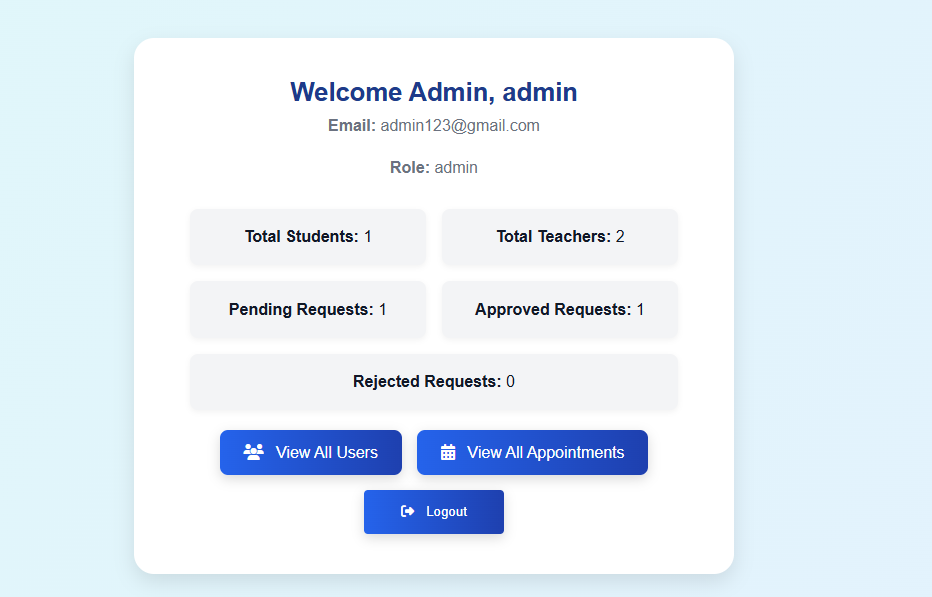 Welcome Admin, admin
Email: admin123@gmail.com
Role: admin
Total Students: 1
Total Teachers: 2
Pending Requests: 1
Approved Requests: 1
Rejected Requests: 0
View All Users
View All Appointments
Logout